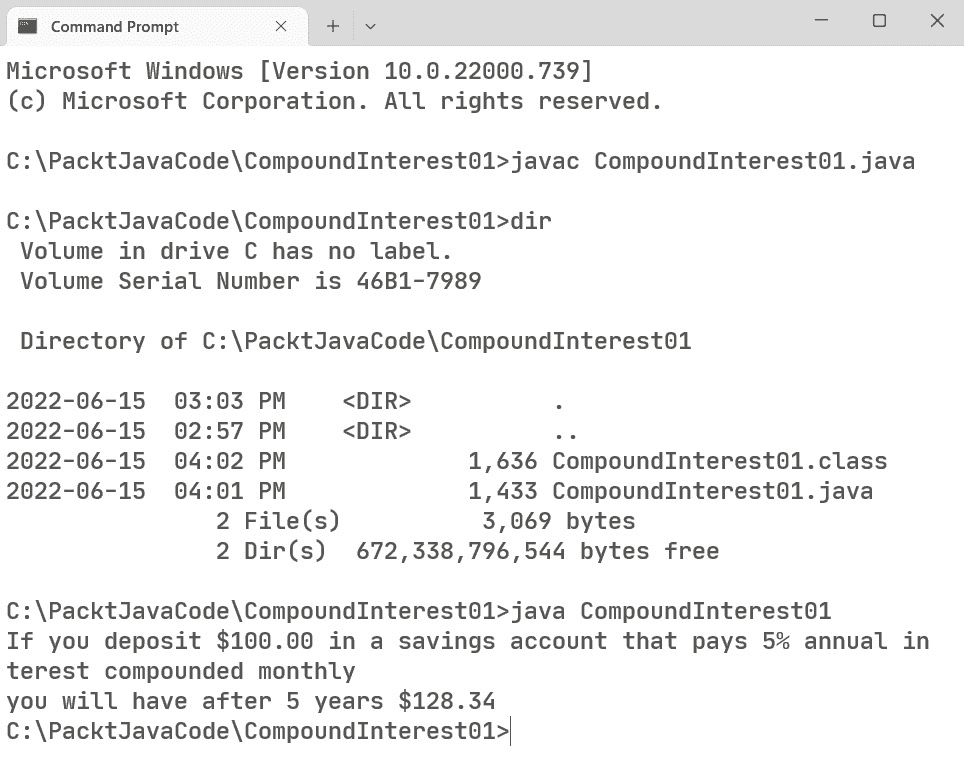 Command Prompt
Microsoft Windows [Version 10.0.22000.739]
(c) Microsoft Corporation. All rights reserved.
C:\PacktJavaCode\CompoundInterest01>javac CompoundInterest01.java
C:\PacktJavaCode\CompoundInterest01>dir
 Volume in drive C has no label.
 Volume Serial Number is 46B1-7989
 Directory of C:\PacktJavaCode\CompoundInterest01
2022-06-15  03:03 PM    <DIR>          .
2022-06-15  02:57 PM    <DIR>          ..
2022-06-15  04:02 PM             1,636 CompoundInterest01.class
2022-06-15  04:01 PM             1,433 CompoundInterest01.java
               2 File(s)          3,069 bytes
               2 Dir(s)  672,338,796,544 bytes free
C:\PacktJavaCode\CompoundInterest01>java CompoundInterest01
If you deposit $100.00 in a savings account that pays 5% annual in
terest compounded monthly
you will have after 5 years $128.34
C:\PacktJavaCode\CompoundInterest01>